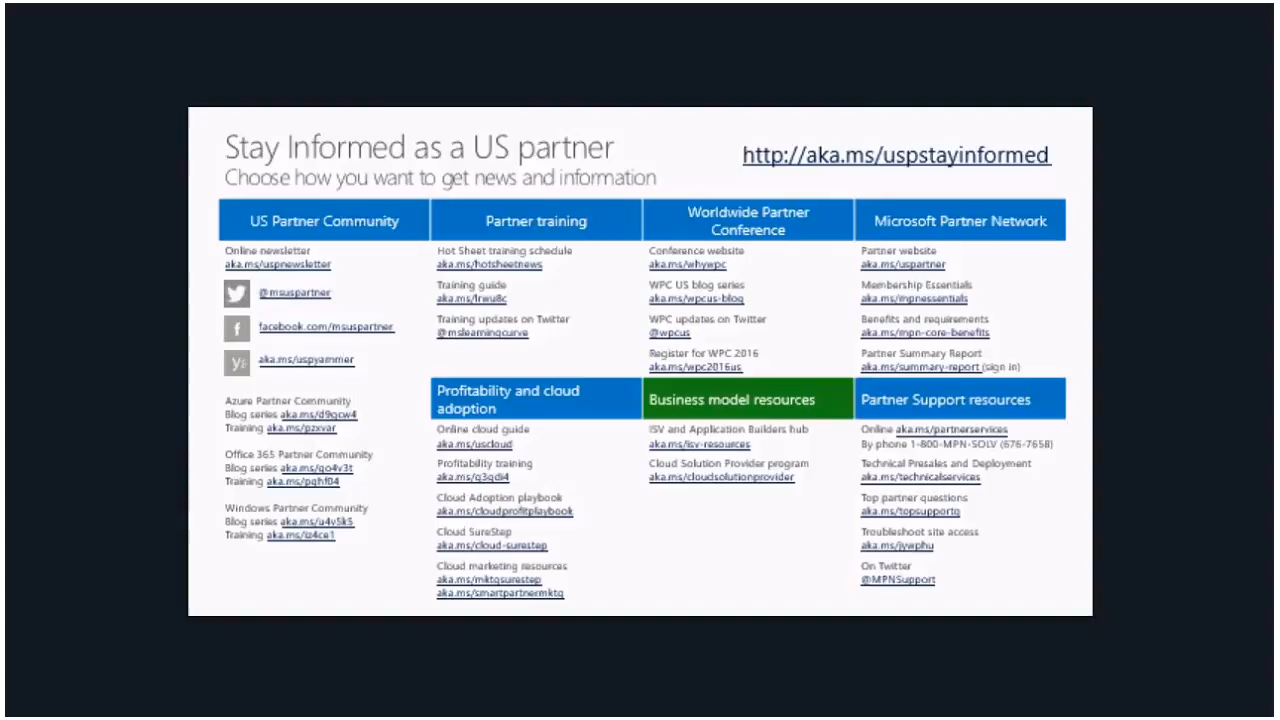 Stay Informed as a US partner
Choose how you want to get news and information
http://aka.ms/uspstayinformed
US Partner Community
Online newsletter
aka.ms/uspnewsletter
@msuspartner
facebook.com/msuspartner
aka.ms/uspyammer
Azure Partner Community
Blog series aka.ms/d9gcw4
Training aka.ms/pzxvar
Office 365 Partner Community
Blog series aka.ms/go4v3t
Training aka.ms/pqhf04
Windows Partner Community
Blog series aka.ms/u4v5k5
Training aka.ms/iz4ce1
Partner training
Hot Sheet training schedule
aka.ms/hotsheetnews
Training guide
aka.ms/lrwu8c
Training updates on Twitter
@mslearningcurve
Profitability and cloud
adoption
Online cloud guide
aka.ms/uscloud
Profitability training
aka.ms/q3qdi4
Cloud Adoption playbook
aka.ms/cloudprofitplaybook
Cloud SureStep
aka.ms/cloud-surestep
Cloud marketing resources
aka.ms/mktgsurestep
aka.ms/smartpartnermktg
Worldwide Partner
Conference
Conference website
aka.ms/whywpc
WPC US blog series
aka.ms/wpcus-blog
WPC updates on Twitter
@wpcus
Register for WPC 2016
aka.ms/wpc2016us
Business model resources
ISV and Application Builders hub
aka.ms/isv-resources
Cloud Solution Provider program
aka.ms/cloudsolutionprovider
Microsoft Partner Network
Partner website
aka.ms/uspartner
Membership Essentials
aka.ms/mpnessentials
Benefits and requirements
aka.ms/mpn-core-benefits
Partner Summary Report
aka.ms/summary-report (sign in)
Partner Support resources
Online aka.ms/partnerservices
By phone 1-800-MPN-SOLV (676-7658)
Technical Presales and Deployment
aka.ms/technicalservices
Top partner questions
aka.ms/topsupportq
Troubleshoot site access
aka.ms/jywphu
On Twitter
@MPNSupport